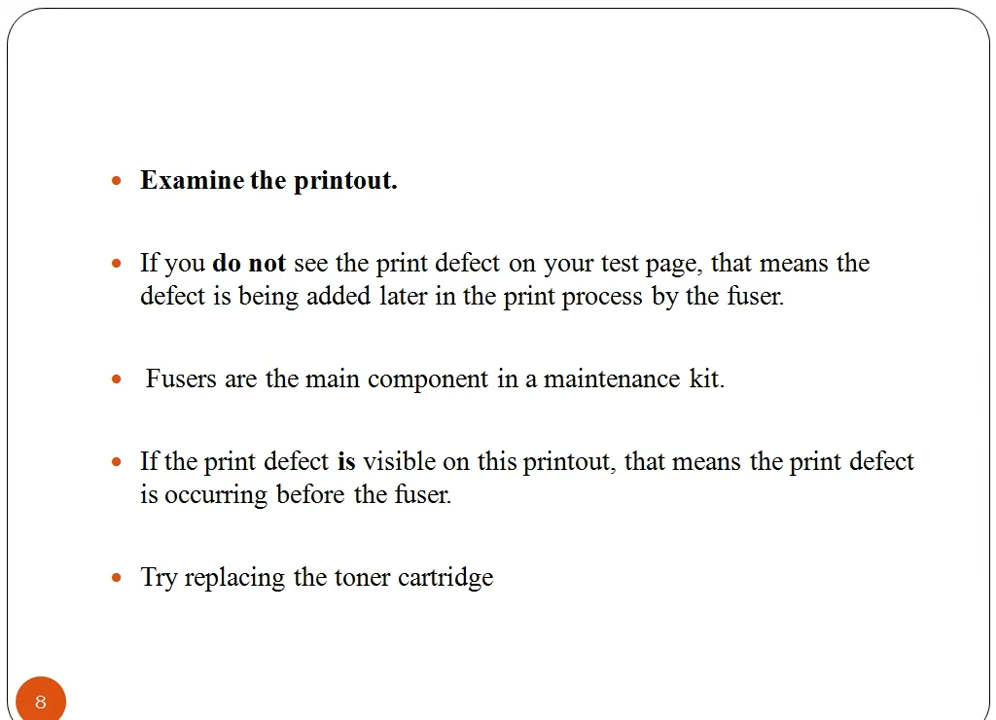 Examine the printout.
If you do not see the print defect on your test page, that means the
defect is being added later in the print process by the fuser.
Fusers are the main component in a maintenance kit.
If the print defect is visible on this printout, that means the print defect
is occurring before the fuser.
Try replacing the toner cartridge
8